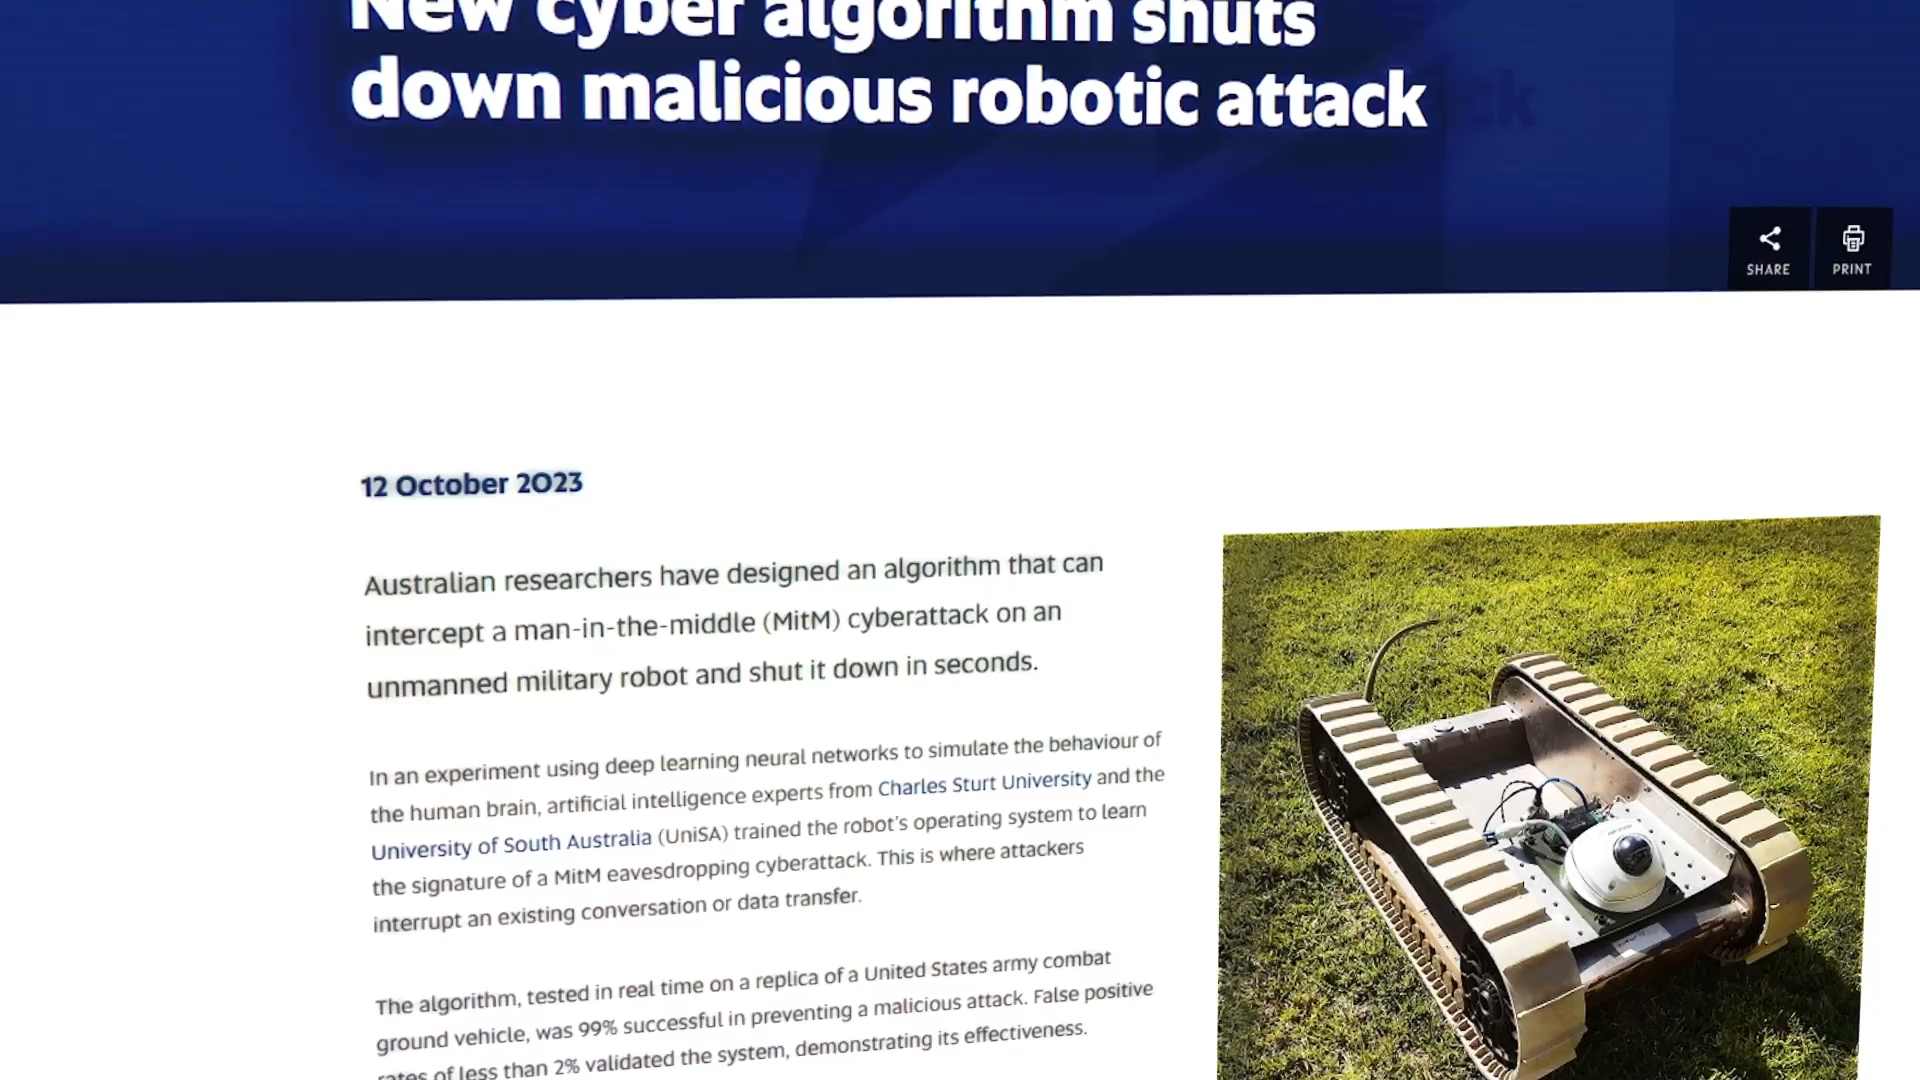 New cyber algorithm shuts
down malicious robotic attack
SHARE
PRINT
12 October 2023
Australian researchers have designed an algorithm that can
intercept a man-in-the-middle (MitM) cyberattack on an
unmanned military robot and shut it down in seconds.
In an experiment using deep learning neural networks to simulate the behaviour of
the human brain, artificial intelligence experts from Charles Sturt University and the
University of South Australia (UniSA) trained the robot's operating system to learn
the signature of a MitM eavesdropping cyberattack. This is where attackers
interrupt an existing conversation or data transfer.
The algorithm, tested in real time on a replica of a United States army combat
ground vehicle, was 99% successful in preventing a malicious attack. False positive
rates of less than 2% validated the system, demonstrating its effectiveness.